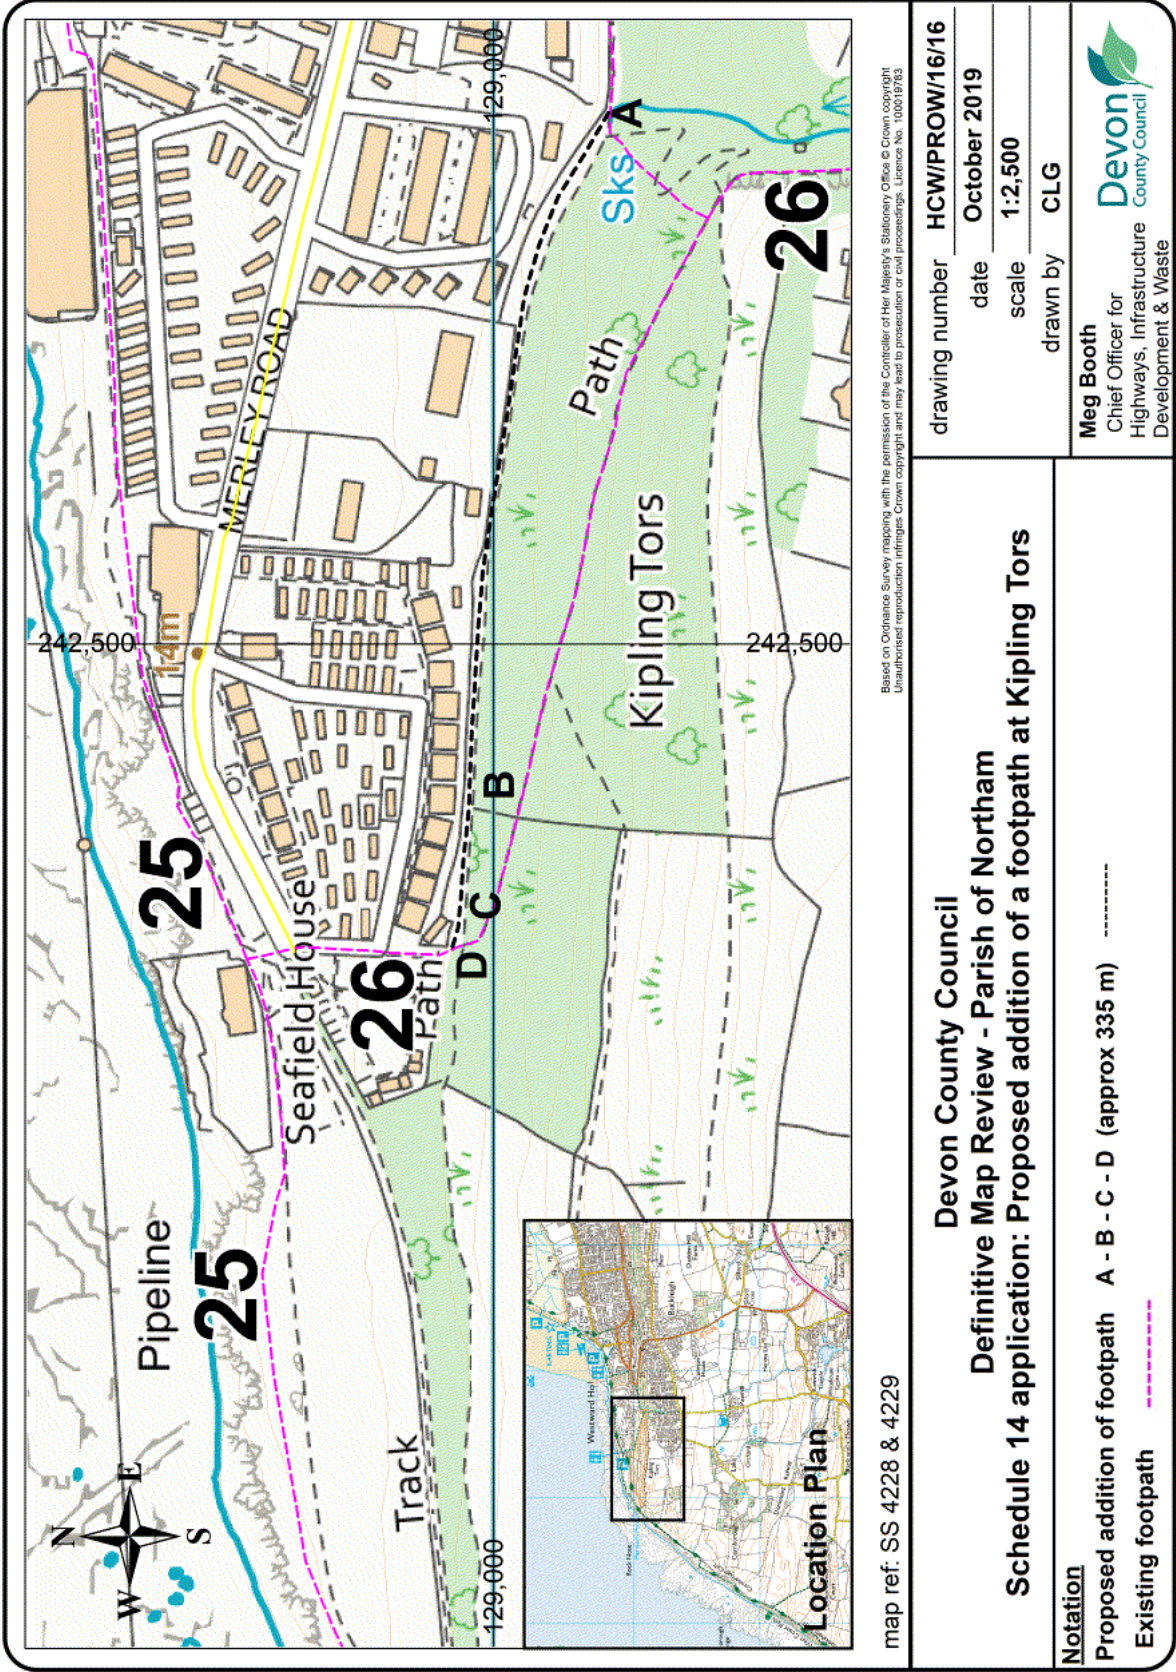 N
W E
S
Pipeline
25
25
Track
Seafield House
14m
MERLEY ROAD
242,500
129,000
129,000
242,500
26
Path
D
C
B
A
Sks
Path
Kipling Tors
26
Westward Ho!
Location Plan
Based on Ordnance Survey mapping with the permission of the Controller of Her Majesty's Stationery Office © Crown copyright
Unauthorised reproduction infringes Crown copyright and may lead to prosecution or civil proceedings. Licence No. 100019783
map ref: SS 4228 & 4229
Devon County Council
Definitive Map Review - Parish of Northam
Schedule 14 application: Proposed addition of a footpath at Kipling Tors
Notation
Proposed addition of footpath A - B - C - D (approx 335 m) ----------
Existing footpath ----------
drawing number HCW/PROW/16/16
date October 2019
scale 1:2,500
drawn by CLG
Meg Booth
Chief Officer for
Highways, Infrastructure
Development & Waste
Devon
County Council